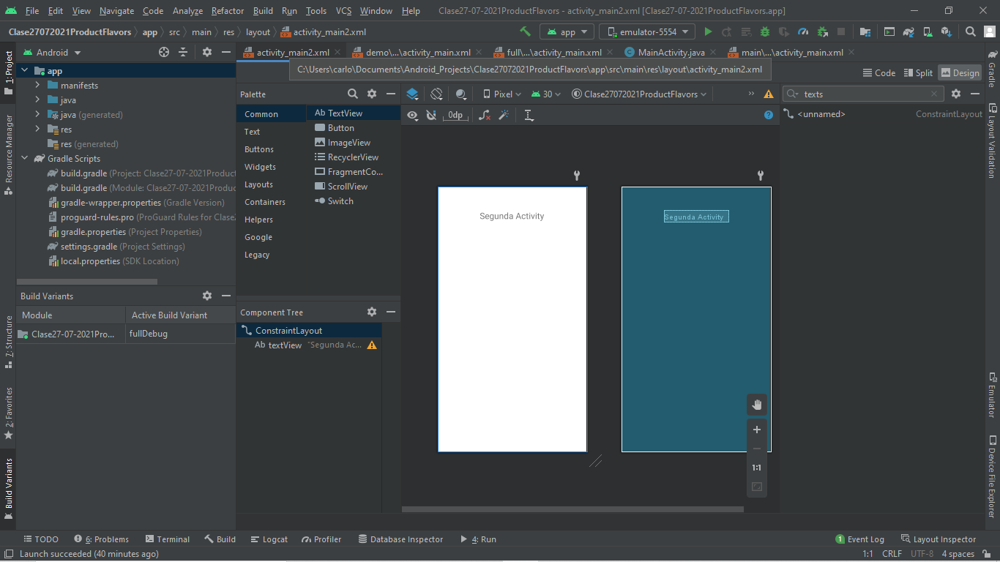 File Edit View Navigate Code Analyze Refactor Build Run Tools VCS Window Help Clase27-07-2021ProductFlavors - activity_main2.xml [Clase27-07-2021ProductFlavors.app]
Clase27072021ProductFlavors app src main res layout activity_main2.xml app emulator-5554
1: Project
Resource Manager
7: Structure
2: Favorites
Build Variants
Android
app
manifests
java
java (generated)
res
res (generated)
Gradle Scripts
build.gradle (Project: Clase27-07-2021Product
build.gradle (Module: Clase27-07-2021Produc
gradle-wrapper.properties (Gradle Version)
proguard-rules.pro (ProGuard Rules for Clase2
gradle.properties (Project Properties)
settings.gradle (Project Settings)
local.properties (SDK Location)
Build Variants
Module Active Build Variant
Clase27-07-2021Pro... fullDebug
activity_main2.xml demo\...\activity_main.xml full\...\activity_main.xml MainActivity.java main\...\activity_main.xml
C:\Users\carlo\Documents\Android_Projects\Clase27072021ProductFlavors\app\src\main\res\layout\activity_main2.xml
Code Split Design
Palette
Common
Text
Buttons
Widgets
Layouts
Containers
Helpers
Google
Legacy
Ab TextView
Button
ImageView
RecyclerView
FragmentCo...
ScrollView
Switch
Component Tree
ConstraintLayout
Ab textView "Segunda Ac...
Pixel 30 Clase27072021ProductFlavors »
0dp
Segunda Activity
Segunda Activity
1:1
texts
<unnamed> ConstraintLayout
Gradle
Layout Validation
Emulator
Device File Explorer
TODO 6: Problems Terminal Build Logcat Profiler Database Inspector 4: Run 1 Event Log Layout Inspector
Launch succeeded (40 minutes ago) 1:1 CRLF UTF-8 4 spaces